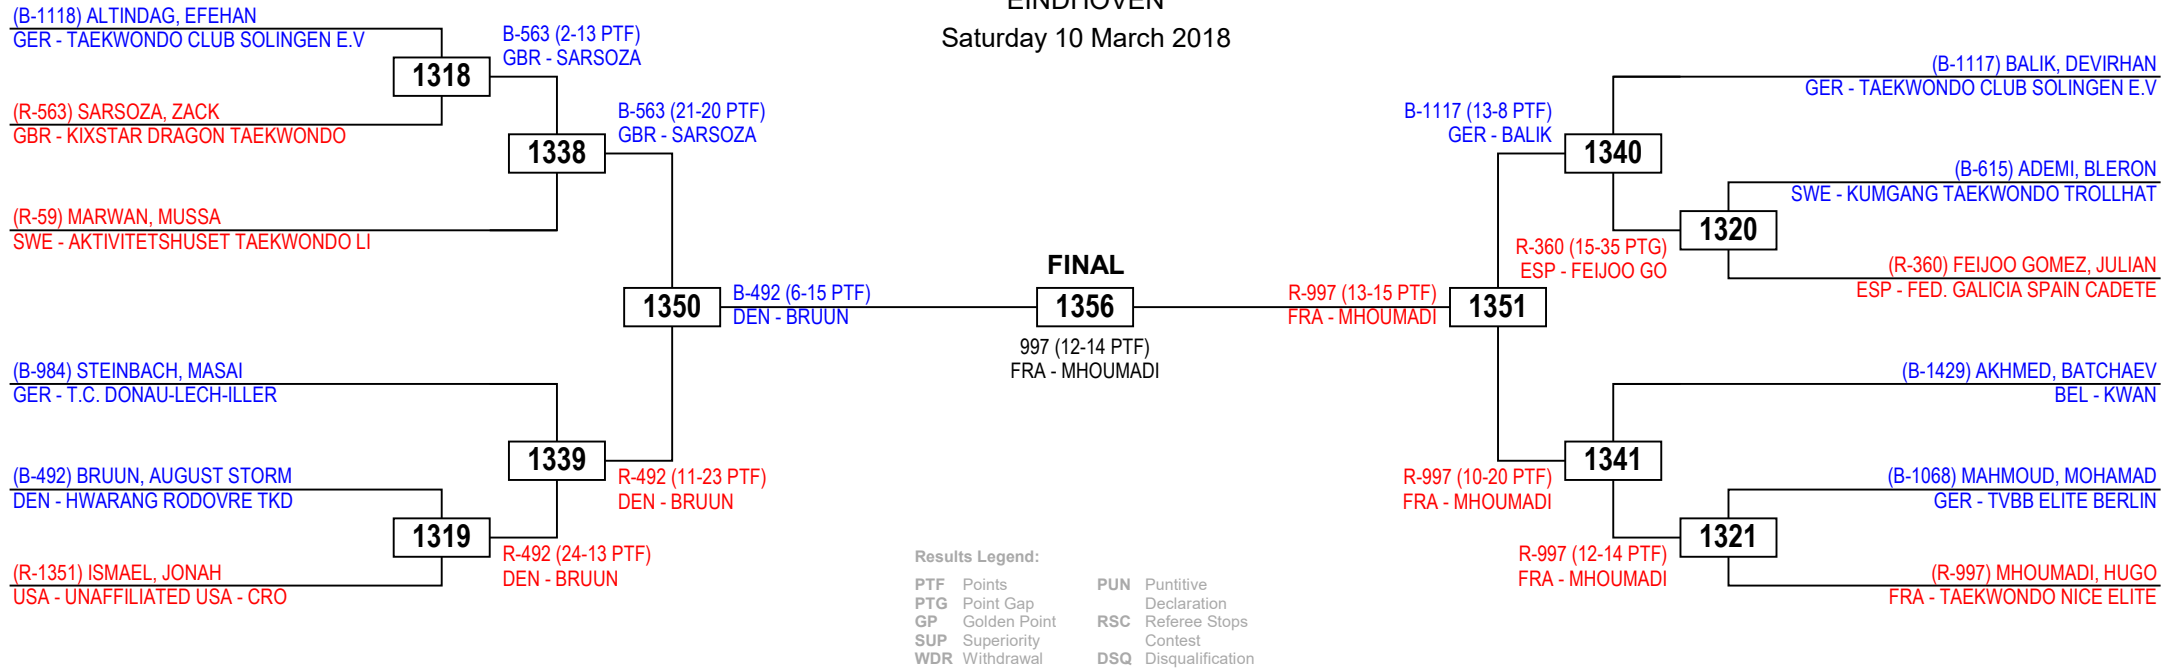 EINDHOVEN
Saturday 10 March 2018
(B-1118) ALTINDAG, EFEHAN
GER - TAEKWONDO CLUB SOLINGEN E.V
1318
(R-563) SARSOZA, ZACK
GBR - KIXSTAR DRAGON TAEKWONDO
B-563 (2-13 PTF)
GBR - SARSOZA
1338
(R-59) MARWAN, MUSSA
SWE - AKTIVITETSHUSET TAEKWONDO LI
B-563 (21-20 PTF)
GBR - SARSOZA
1350
(B-984) STEINBACH, MASAI
GER - T.C. DONAU-LECH-ILLER
1339
(B-492) BRUUN, AUGUST STORM
DEN - HWARANG RODOVRE TKD
1319
(R-1351) ISMAEL, JONAH
USA - UNAFFILIATED USA - CRO
R-492 (24-13 PTF)
DEN - BRUUN
R-492 (11-23 PTF)
DEN - BRUUN
B-492 (6-15 PTF)
DEN - BRUUN
FINAL
1356
997 (12-14 PTF)
FRA - MHOUMADI
R-997 (13-15 PTF)
FRA - MHOUMADI
1351
B-1117 (13-8 PTF)
GER - BALIK
1340
(B-1117) BALIK, DEVIRHAN
GER - TAEKWONDO CLUB SOLINGEN E.V
(B-615) ADEMI, BLERON
SWE - KUMGANG TAEKWONDO TROLLHAT
1320
R-360 (15-35 PTG)
ESP - FEIJOO GO
(R-360) FEIJOO GOMEZ, JULIAN
ESP - FED. GALICIA SPAIN CADETE
(B-1429) AKHMED, BATCHAEV
BEL - KWAN
1341
R-997 (10-20 PTF)
FRA - MHOUMADI
(B-1068) MAHMOUD, MOHAMAD
GER - TVBB ELITE BERLIN
1321
R-997 (12-14 PTF)
FRA - MHOUMADI
(R-997) MHOUMADI, HUGO
FRA - TAEKWONDO NICE ELITE
Results Legend:
PTF Points
PTG Point Gap
GP Golden Point
SUP Superiority
WDR Withdrawal
PUN Puntitive
Declaration
RSC Referee Stops
Contest
DSQ Disqualification